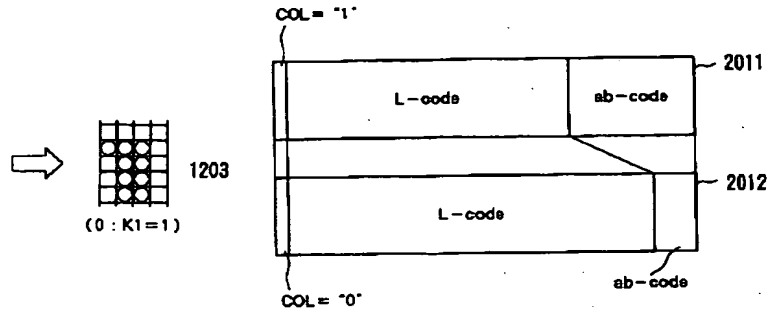 COL= "1"
2011
L-code
ab-code
1203
(0 : K1=1)
2012
L-code
ab-code
COL= "0"